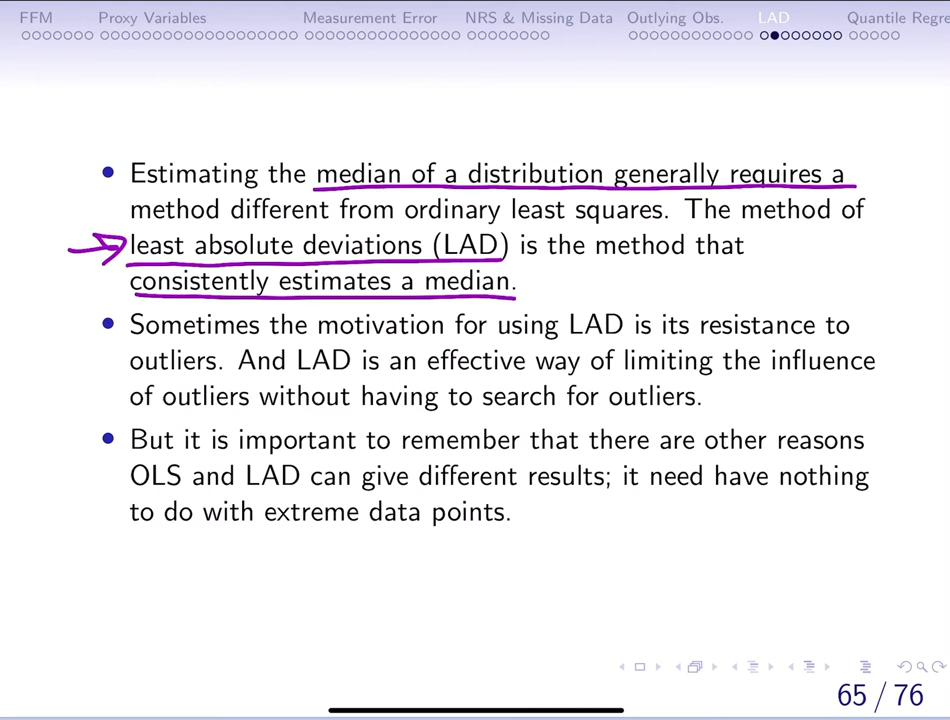 FFM Proxy Variables Measurement Error NRS & Missing Data Outlying Obs. LAD Quantile Regre
• Estimating the median of a distribution generally requires a
method different from ordinary least squares. The method of
least absolute deviations (LAD) is the method that
consistently estimates a median.
• Sometimes the motivation for using LAD is its resistance to
outliers. And LAD is an effective way of limiting the influence
of outliers without having to search for outliers.
• But it is important to remember that there are other reasons
OLS and LAD can give different results; it need have nothing
to do with extreme data points.
65 / 76